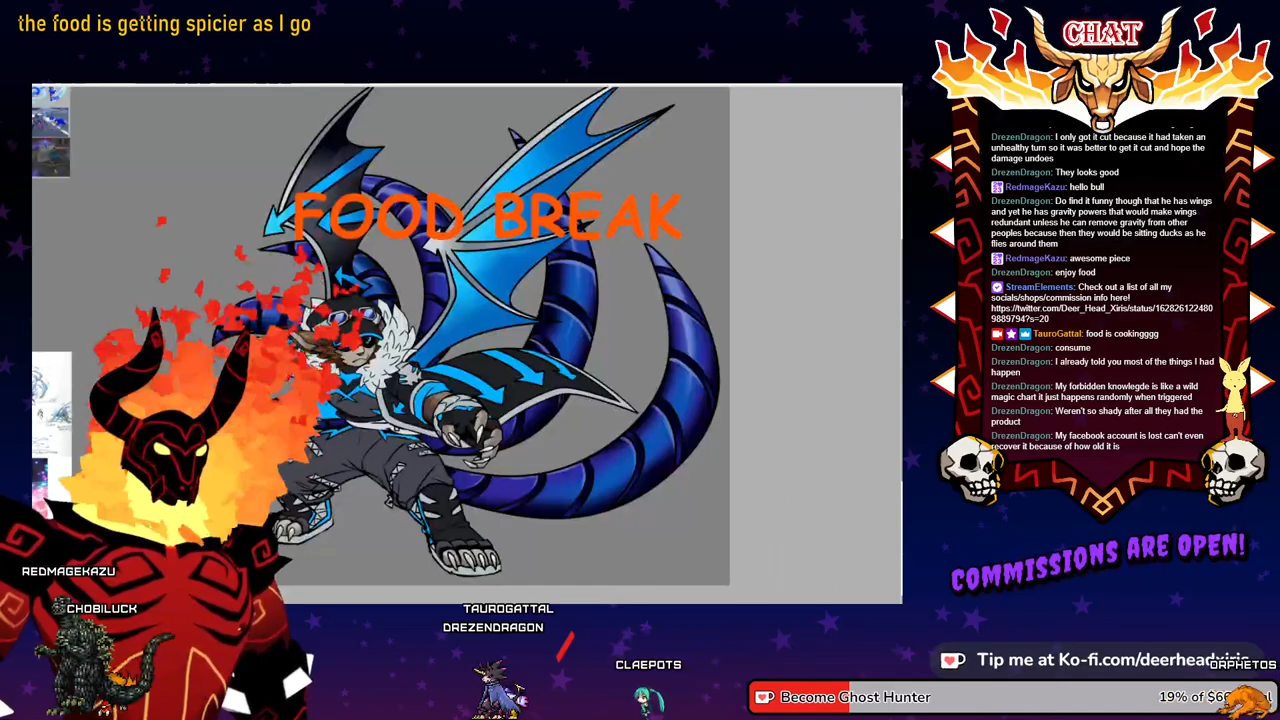 the food is getting spicier as I go
CHAT
DrezenDragon: I only got it cut because it had taken an
unhealthy turn so it was better to get it cut and hope the
damage undoes
DrezenDragon: They looks good
RedmageKazu: hello bull
DrezenDragon: Do find it funny though that he has wings
and yet he has gravity powers that would make wings
redundant unless he can remove gravity from other
peoples because then they would be sitting ducks as he
flies around them
RedmageKazu: awesome piece
DrezenDragon: enjoy food
StreamElements: Check out a list of all my
socials/shops/commission info here!
https://twitter.com/Deer_Head_Xiris/status/162826122480
9889794?s=20
TauroGattal: food is cookingggg
DrezenDragon: consume
DrezenDragon: I already told you most of the things I had
happen
DrezenDragon: My forbidden knowlegde is like a wild
magic chart it just happens randomly when triggered
DrezenDragon: Weren't so shady after all they had the
product
DrezenDragon: My facebook account is lost can't even
recover it because of how old it is
FOOD BREAK
COMMISSIONS ARE OPEN!
REDMAGEKAZU
CHOBILUCK
TAUROGATTAL
DREZENDRAGON
CLAEPOTS
Tip me at Ko-fi.com/deerheadxiris
ORPHETOS
Become Ghost Hunter
19% of